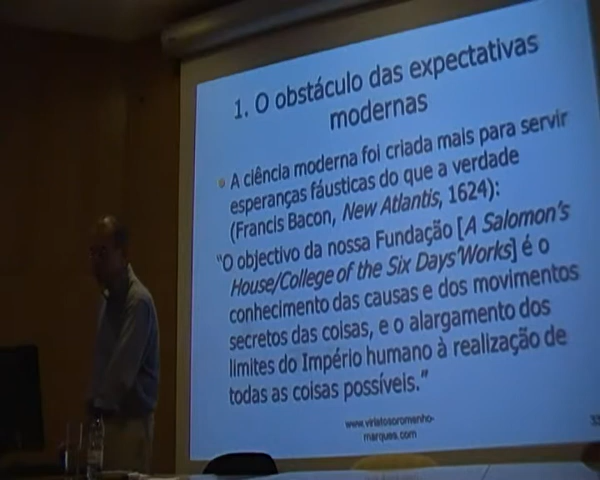 1. O obstáculo das expectativas
modernas
A ciência moderna foi criada mais para servir
esperanças fáusticas do que a verdade
(Francis Bacon, New Atlantis, 1624):
“O objectivo da nossa Fundação [A Salomon’s
House/College of the Six Days’Works] é o
conhecimento das causas e dos movimentos
secretos das coisas, e o alargamento dos
limites do Império humano à realização de
todas as coisas possíveis.”
www.viriatosoromenho-
marques.com